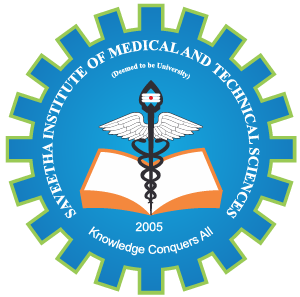 SAVEETHA INSTITUTE OF MEDICAL AND TECHNICAL SCIENCES
(Deemed to be University)
2005
Knowledge Conquers All